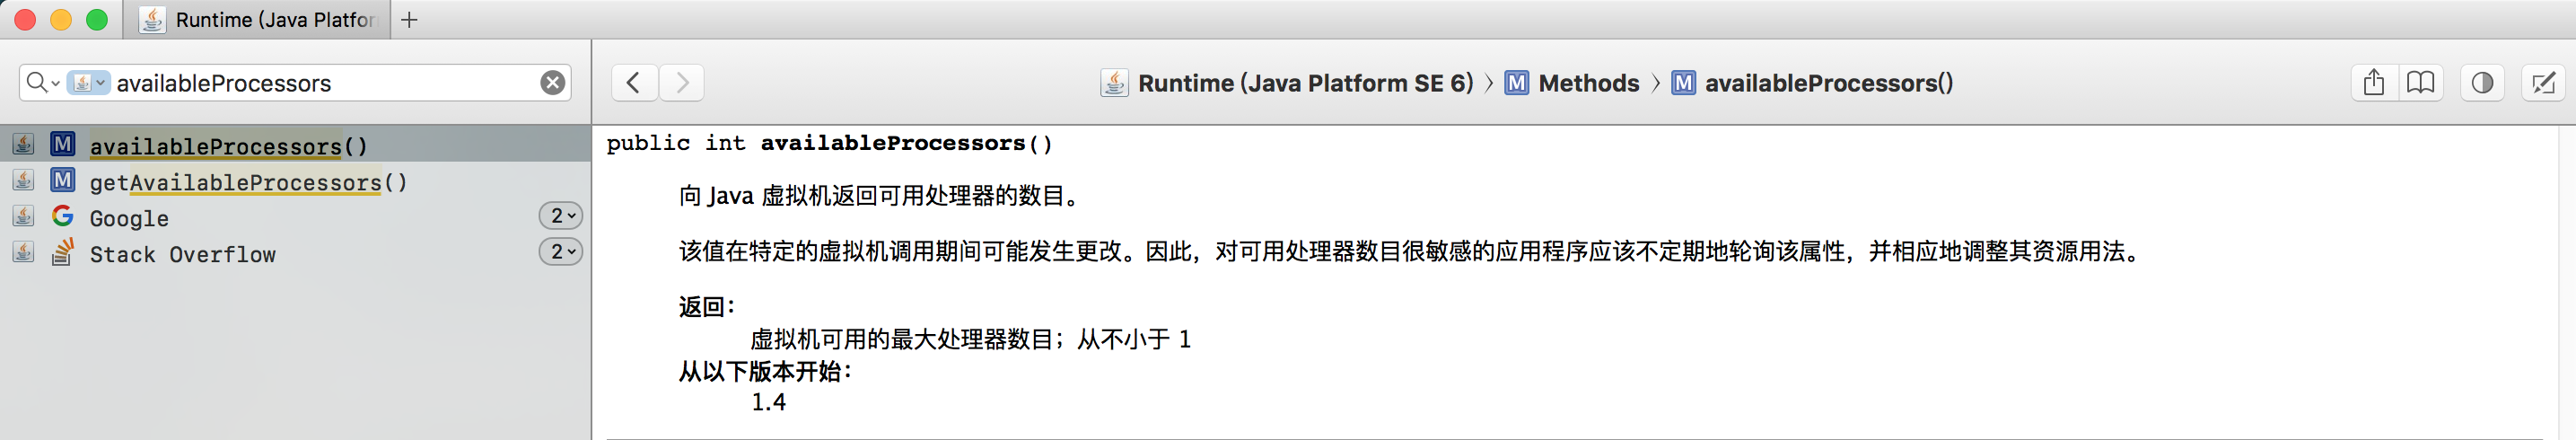 Runtime (Java Platfor
availableProcessors
Runtime (Java Platform SE 6) 〉 M Methods 〉 M availableProcessors()
M availableProcessors()
M getAvailableProcessors()
Google 2
Stack Overflow 2
public int availableProcessors()
向 Java 虚拟机返回可用处理器的数目。
该值在特定的虚拟机调用期间可能发生更改。因此，对可用处理器数目很敏感的应用程序应该不定期地轮询该属性，并相应地调整其资源用法。
返回：
虚拟机可用的最大处理器数目；从不小于 1
从以下版本开始：
1.4